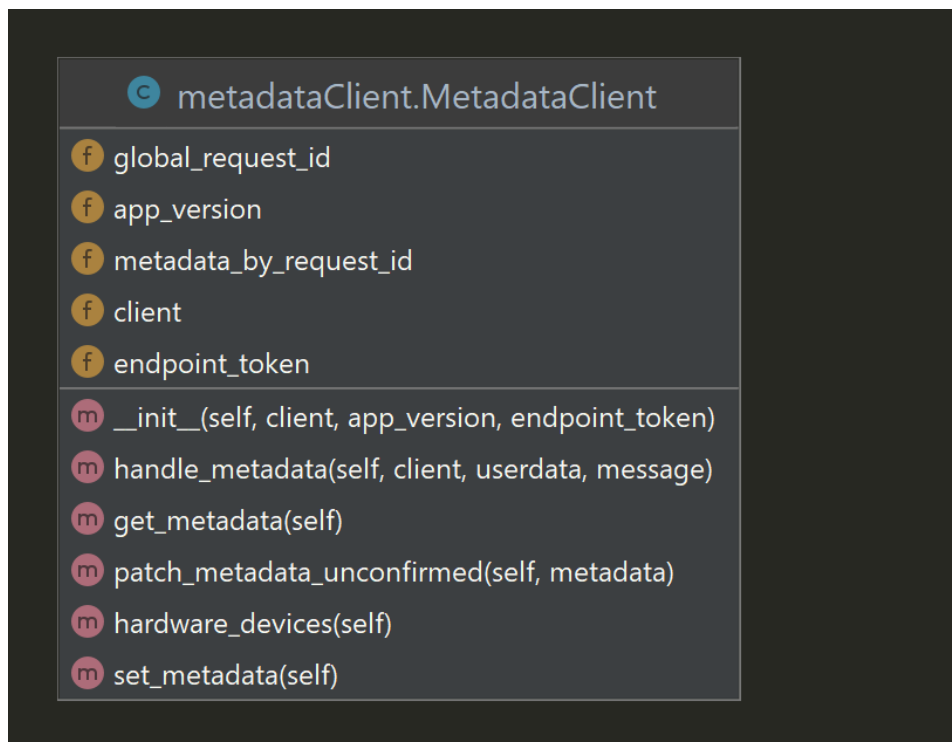 C metadataClient.MetadataClient
f global_request_id
f app_version
f metadata_by_request_id
f client
f endpoint_token
m __init__(self, client, app_version, endpoint_token)
m handle_metadata(self, client, userdata, message)
m get_metadata(self)
m patch_metadata_unconfirmed(self, metadata)
m hardware_devices(self)
m set_metadata(self)